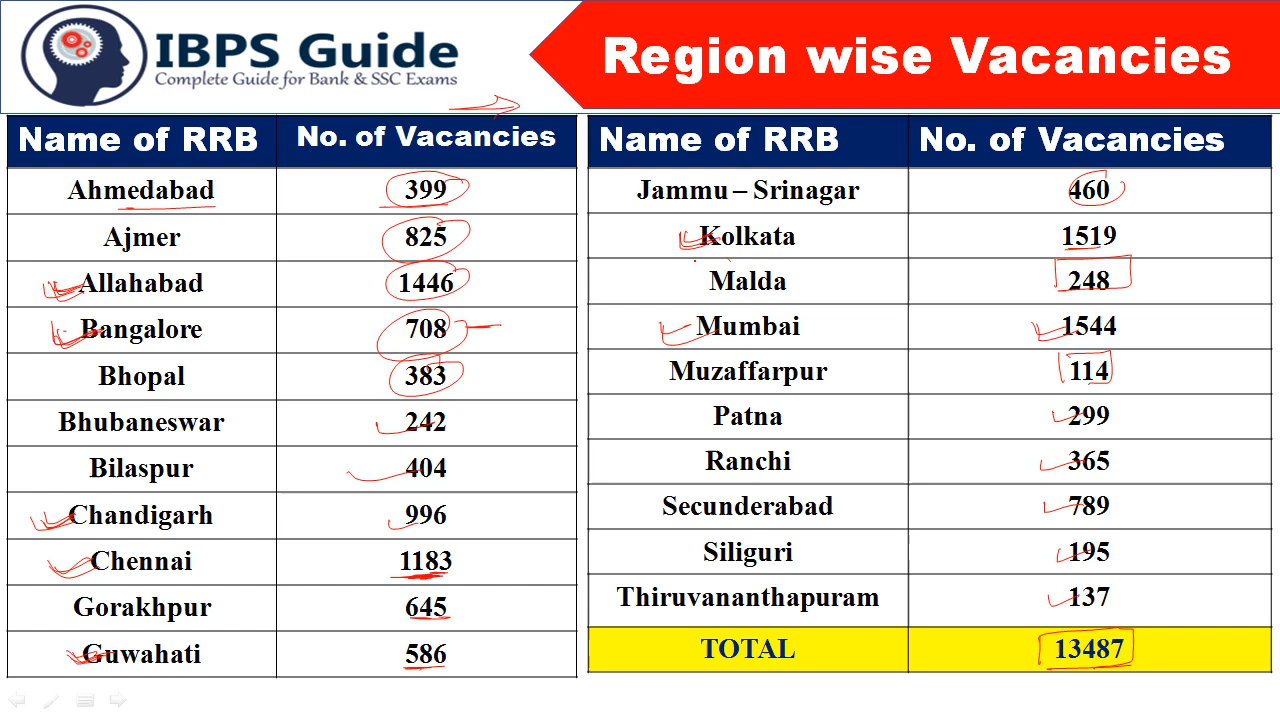 IBPS Guide
Complete Guide for Bank & SSC Exams
Region wise Vacancies
Name of RRB No. of Vacancies
Ahmedabad 399
Ajmer 825
Allahabad 1446
Bangalore 708
Bhopal 383
Bhubaneswar 242
Bilaspur 404
Chandigarh 996
Chennai 1183
Gorakhpur 645
Guwahati 586
Name of RRB No. of Vacancies
Jammu – Srinagar 460
Kolkata 1519
Malda 248
Mumbai 1544
Muzaffarpur 114
Patna 299
Ranchi 365
Secunderabad 789
Siliguri 195
Thiruvananthapuram 137
TOTAL 13487